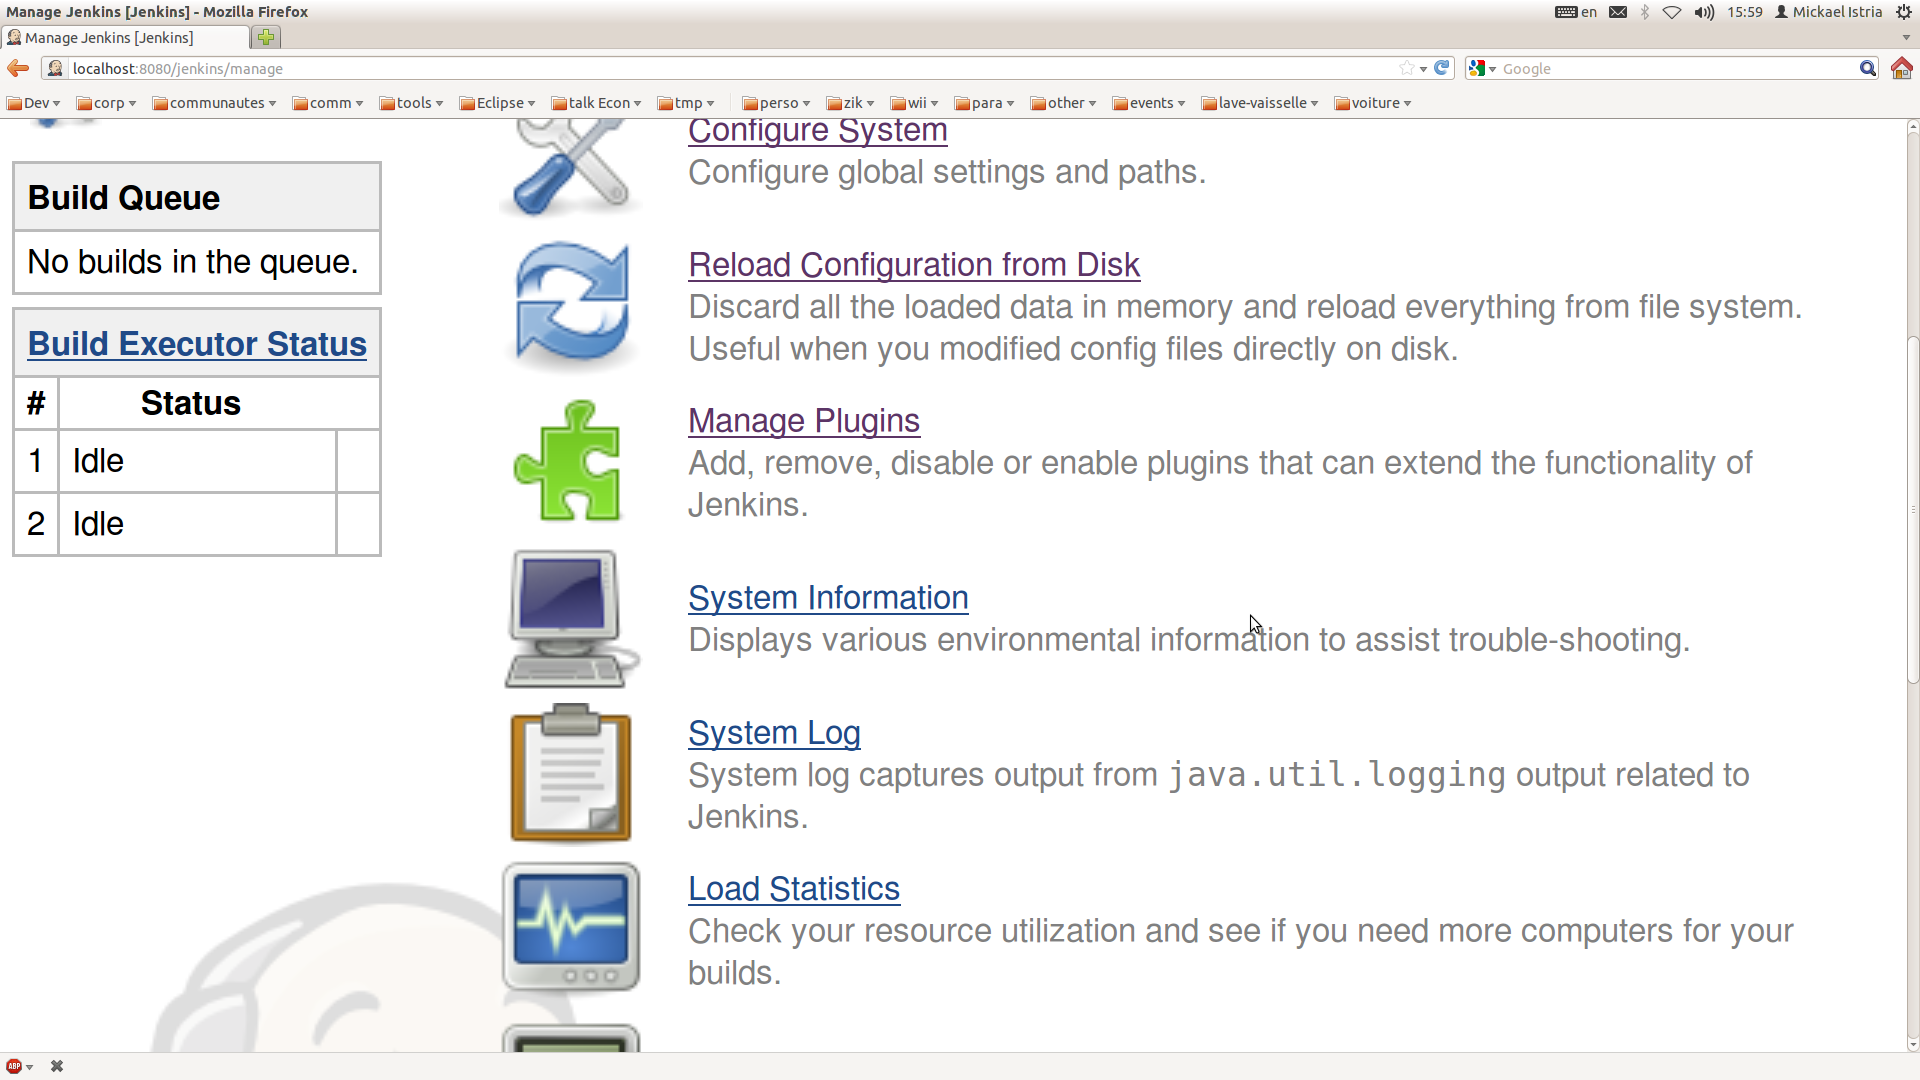 Manage Jenkins [Jenkins] - Mozilla Firefox
en
15:59
Mickael Istria
Manage Jenkins [Jenkins]
localhost:8080/jenkins/manage
Google
Dev
corp
communautes
comm
tools
Eclipse
talk Econ
tmp
perso
zik
wii
para
other
events
lave-vaisselle
voiture
Build Queue
No builds in the queue.
Build Executor Status
# Status
1 Idle
2 Idle
Configure System
Configure global settings and paths.
Reload Configuration from Disk
Discard all the loaded data in memory and reload everything from file system.
Useful when you modified config files directly on disk.
Manage Plugins
Add, remove, disable or enable plugins that can extend the functionality of
Jenkins.
System Information
Displays various environmental information to assist trouble-shooting.
System Log
System log captures output from java.util.logging output related to
Jenkins.
Load Statistics
Check your resource utilization and see if you need more computers for your
builds.
ABP